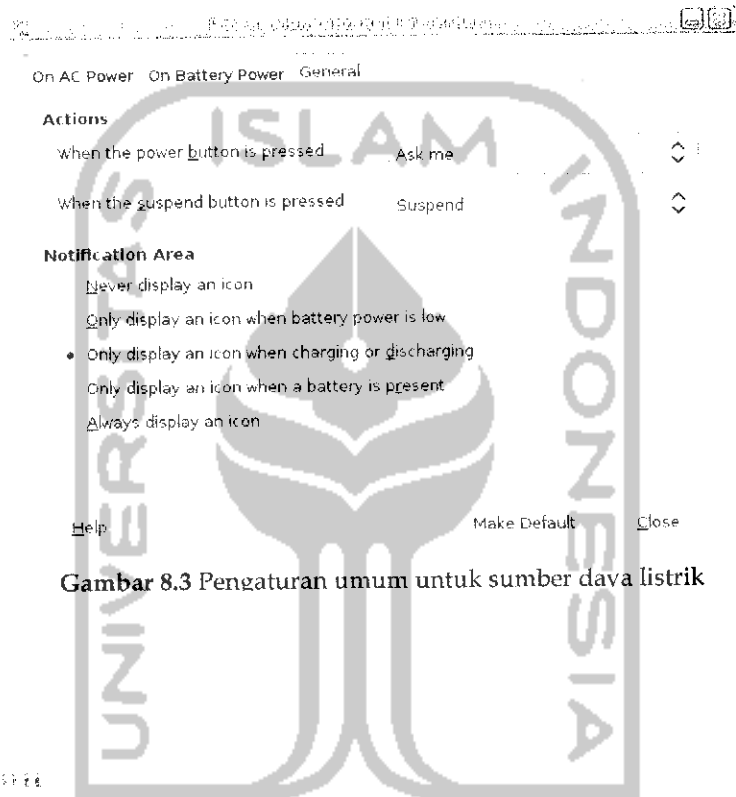 On AC Power On Battery Power General
Actions
When the power button is pressed Ask me
When the suspend button is pressed Suspend
Notification Area
Never display an icon
Only display an icon when battery power is low
Only display an icon when charging or discharging
Only display an icon when a battery is present
Always display an icon
Help Make Default Close
Gambar 8.3 Pengaturan umum untuk sumber daya listrik
UNIVERSITAS ISLAM INDONESIA